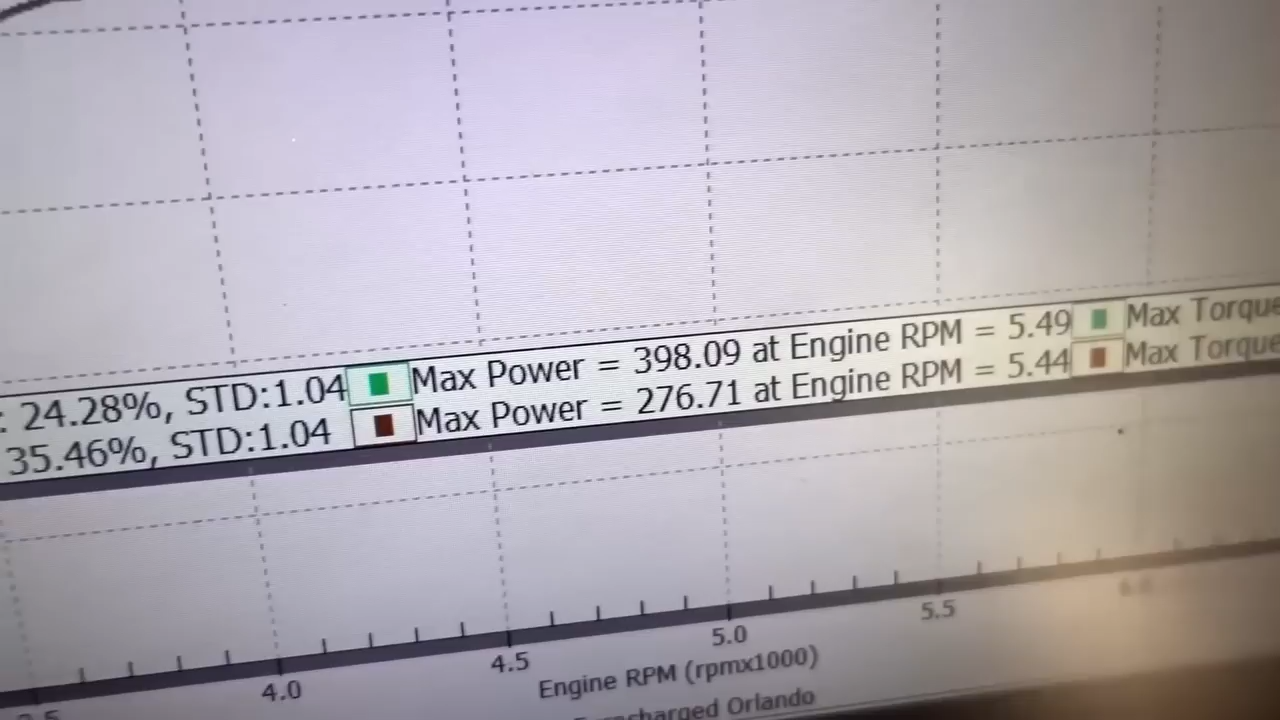 : 24.28%, STD:1.04 Max Power = 398.09 at Engine RPM = 5.49 Max Torque
35.46%, STD:1.04 Max Power = 276.71 at Engine RPM = 5.44 Max Torque
4.0 4.5 5.0 5.5
Engine RPM (rpmx1000)
Orlando